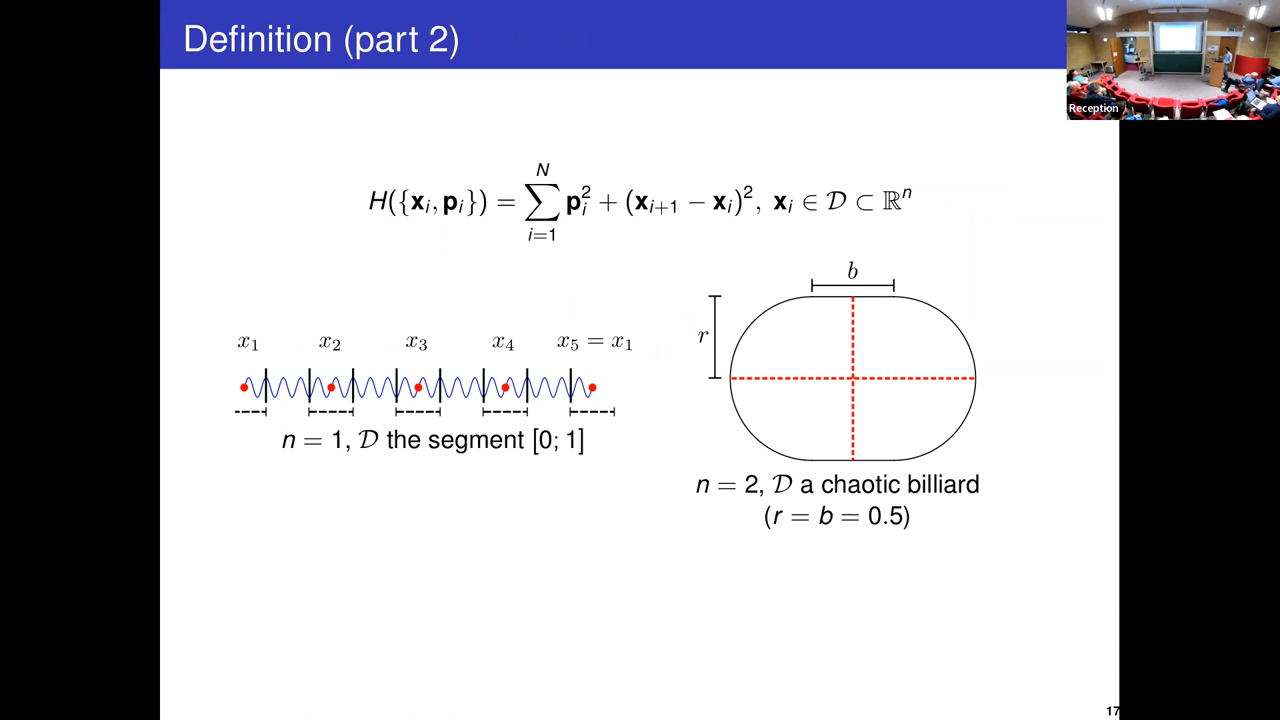 Definition (part 2)
Reception
H({𝐱ᵢ, 𝐩ᵢ}) = ∑ᵢ₌₁ᴺ 𝐩ᵢ² + (𝐱ᵢ₊₁ − 𝐱ᵢ)², 𝐱ᵢ ∈ 𝒟 ⊂ ℝⁿ
b
r
x₁ x₂ x₃ x₄ x₅ = x₁
n = 1, 𝒟 the segment [0; 1]
n = 2, 𝒟 a chaotic billiard
(r = b = 0.5)
17